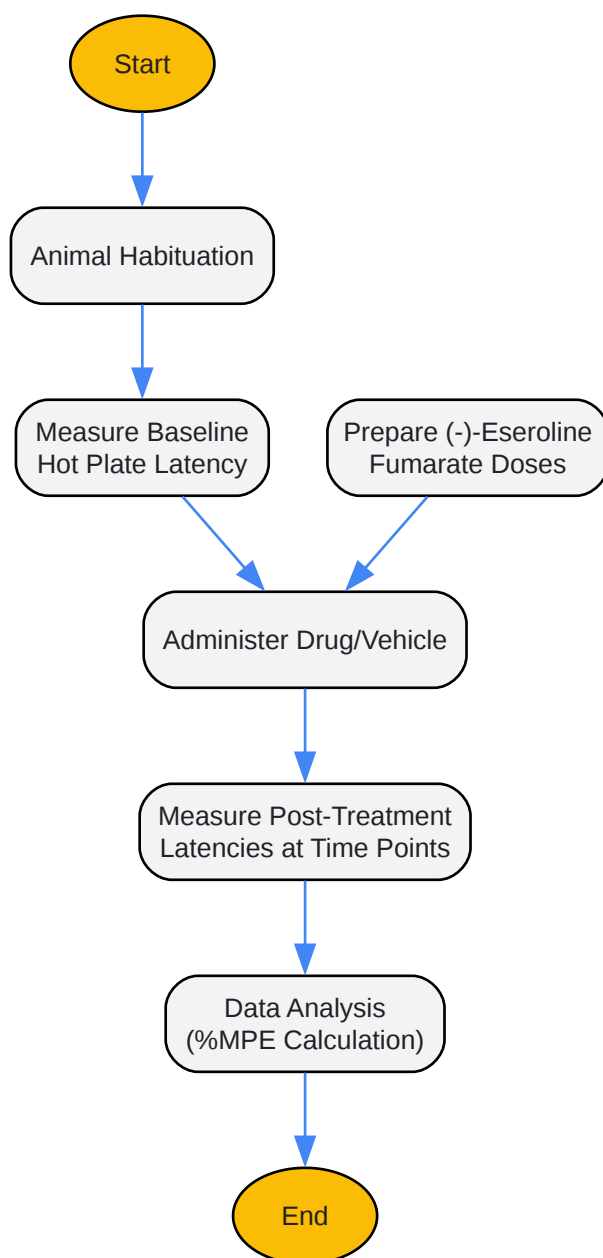 Start
Animal Habituation
Measure Baseline
Hot Plate Latency
Prepare (-)-Eseroline
Fumarate Doses
Administer Drug/Vehicle
Measure Post-Treatment
Latencies at Time Points
Data Analysis
(%MPE Calculation)
End